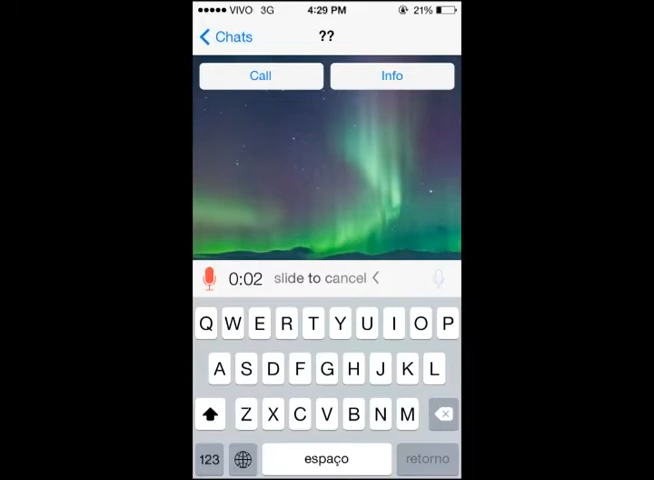 VIVO 3G 4:29 PM 21%
Chats ??
Call Info
0:02 slide to cancel <
Q W E R T Y U I O P
A S D F G H J K L
Z X C V B N M
123 espaço retorno